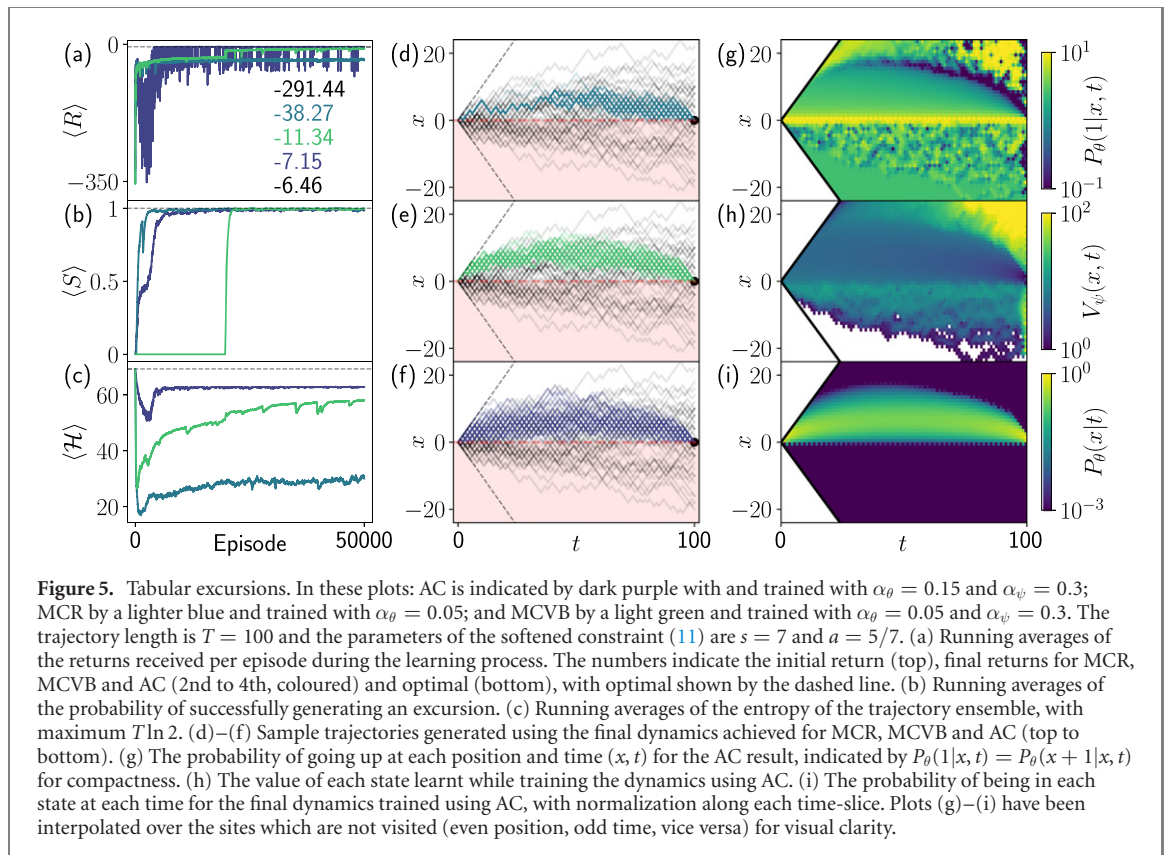 (a)
0
⟨R⟩
−350
-291.44
-38.27
-11.34
-7.15
-6.46
(b)
1
⟨S⟩
0.5
0
(c)
60
⟨H⟩
40
20
0
Episode
50000
(d)
20
x
0
−20
(e)
20
x
0
−20
(f)
20
x
0
−20
0
t
100
(g)
20
x
0
−20
(h)
20
x
0
−20
(i)
20
x
0
−20
0
t
100
10^1
P_θ(1|x, t)
10^−1
10^2
V_ψ(x, t)
10^0
10^0
P_θ(x|t)
10^−3
Figure 5. Tabular excursions. In these plots: AC is indicated by dark purple with and trained with α_θ = 0.15 and α_ψ = 0.3;
MCR by a lighter blue and trained with α_θ = 0.05; and MCVB by a light green and trained with α_θ = 0.05 and α_ψ = 0.3. The
trajectory length is T = 100 and the parameters of the softened constraint (11) are s = 7 and a = 5/7. (a) Running averages of
the returns received per episode during the learning process. The numbers indicate the initial return (top), final returns for MCR,
MCVB and AC (2nd to 4th, coloured) and optimal (bottom), with optimal shown by the dashed line. (b) Running averages of
the probability of successfully generating an excursion. (c) Running averages of the entropy of the trajectory ensemble, with
maximum T ln 2. (d)–(f) Sample trajectories generated using the final dynamics achieved for MCR, MCVB and AC (top to
bottom). (g) The probability of going up at each position and time (x, t) for the AC result, indicated by P_θ(1|x, t) = P_θ(x + 1|x, t)
for compactness. (h) The value of each state learnt while training the dynamics using AC. (i) The probability of being in each
state at each time for the final dynamics trained using AC, with normalization along each time-slice. Plots (g)–(i) have been
interpolated over the sites which are not visited (even position, odd time, vice versa) for visual clarity.